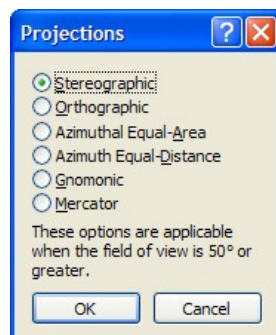 Projections
Stereographic
Orthographic
Azimuthal Equal-Area
Azimuth Equal-Distance
Gnomonic
Mercator
These options are applicable
when the field of view is 50° or
greater.
OK Cancel